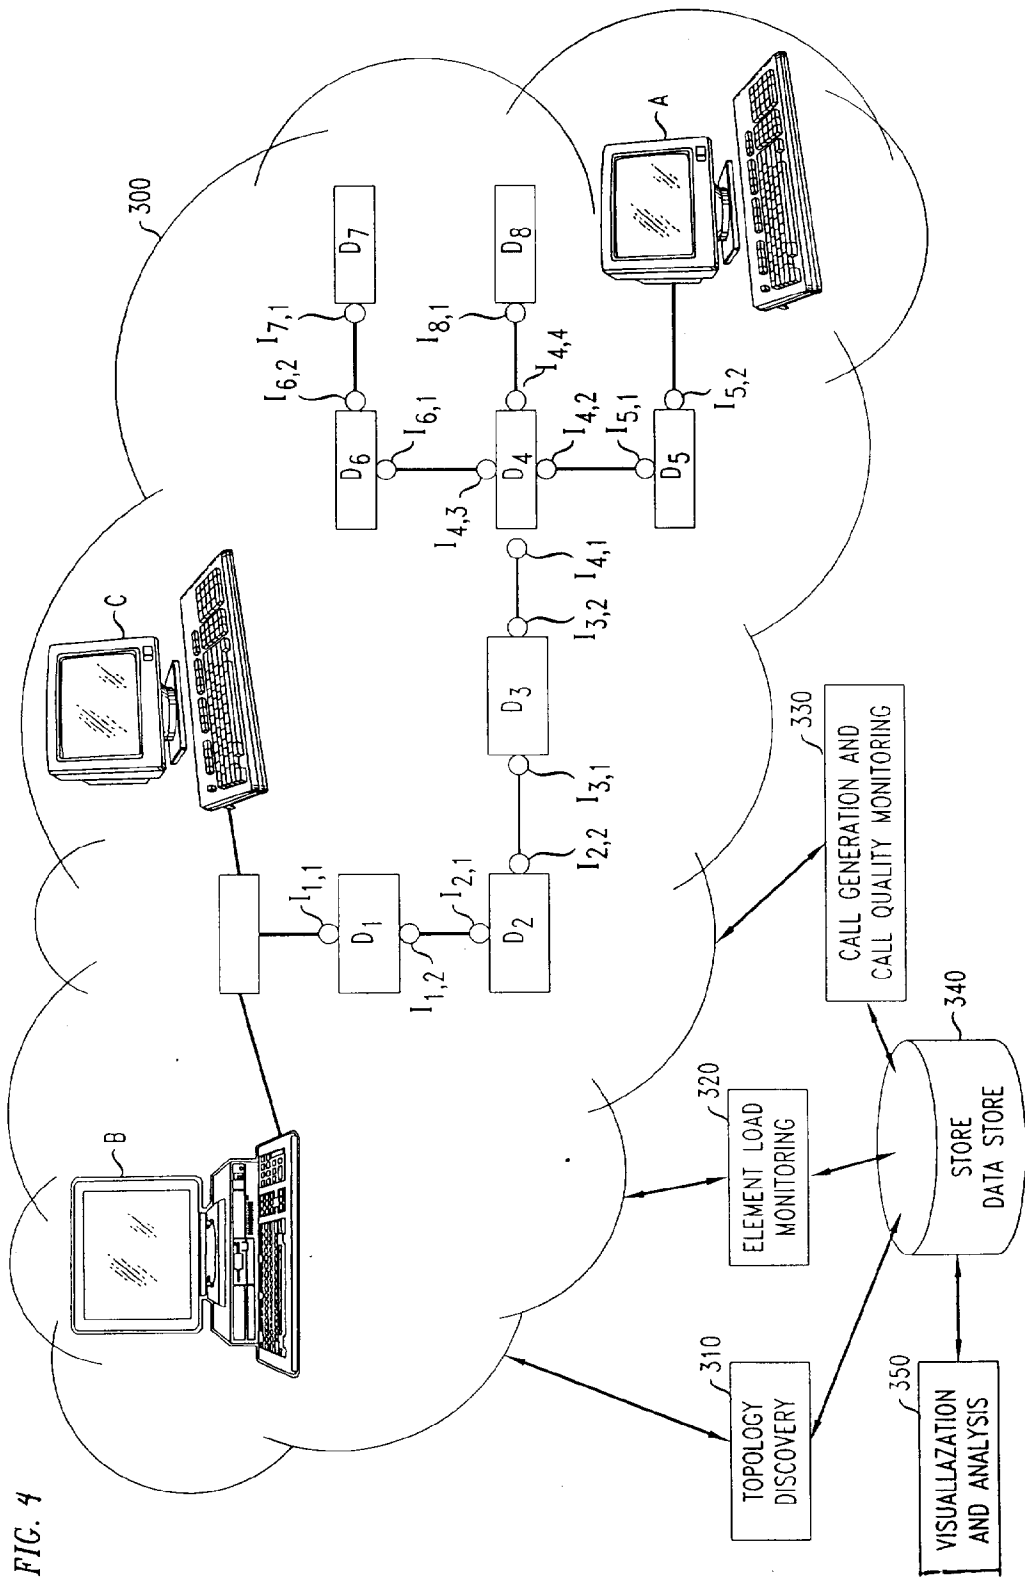 FIG. 4
300
B
C
A
I1,1
D1
I1,2
I2,1
D2
I2,2
I3,1
D3
I3,2
I4,1
I4,3
D4
I4,4
I4,2
I6,1
D6
I6,2
I7,1
D7
I8,1
D8
I5,1
D5
I5,2
310
TOPOLOGY
DISCOVERY
320
ELEMENT LOAD
MONITORING
330
CALL GENERATION AND
CALL QUALITY MONITORING
340
STORE
DATA STORE
350
VISUALLAZATION
AND ANALYSIS